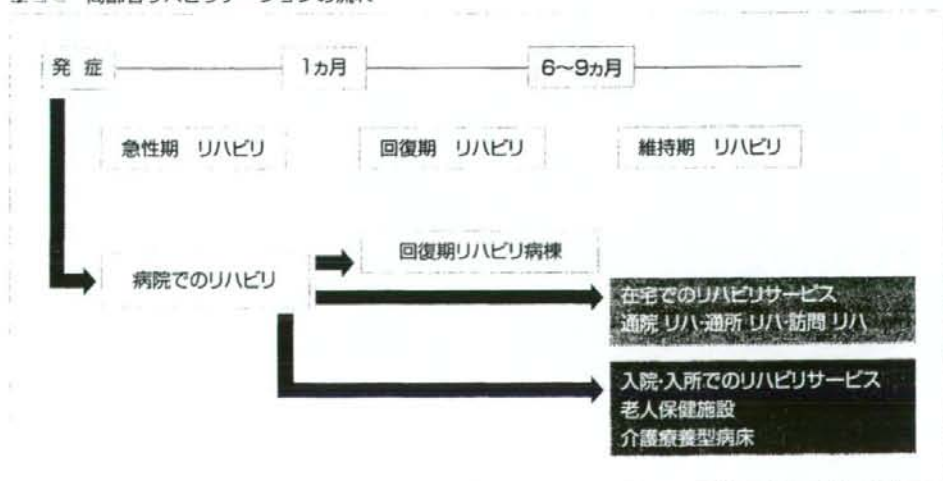 発 症
1ヵ月
6〜9ヵ月
急性期 リハビリ
回復期 リハビリ
維持期 リハビリ
病院でのリハビリ
回復期リハビリ病棟
在宅でのリハビリサービス
通院 リハ・通所 リハ・訪問 リハ
入院・入所でのリハビリサービス
老人保健施設
介護療養型病床